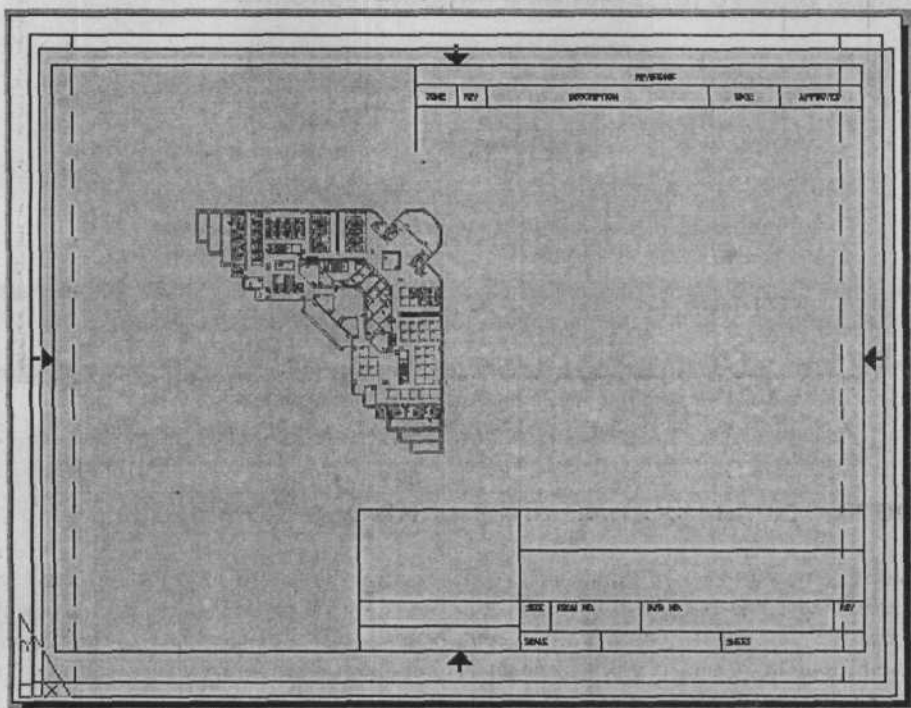 REVISIONS
ZONE REV DESCRIPTION DATE APPROVED
SIZE FSCM NO. DWG NO. REV
SCALE SHEET